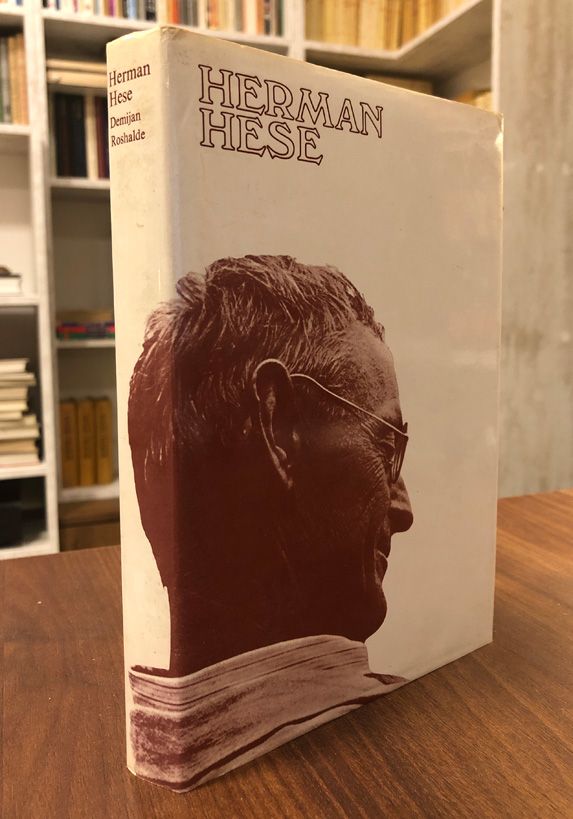 Herman
Hese
Demijan
Roshalde
HERMAN
HESE